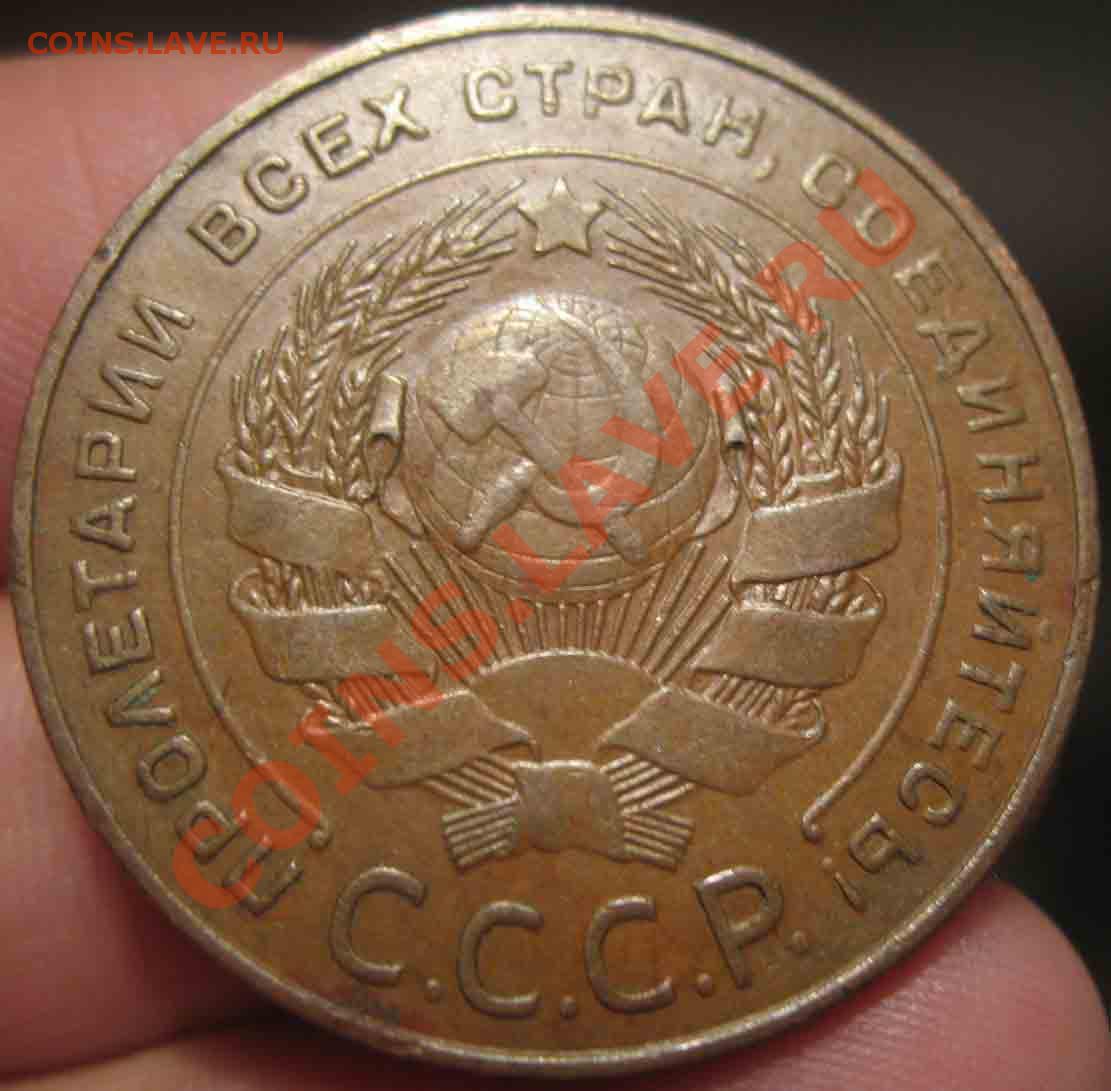 COINS.LAVE.RU
ПРОЛЕТАРИИ ВСЕХ СТРАН, СОЕДИНЯЙТЕСЬ!
С.С.С.Р.
COINS.LAVE.RU